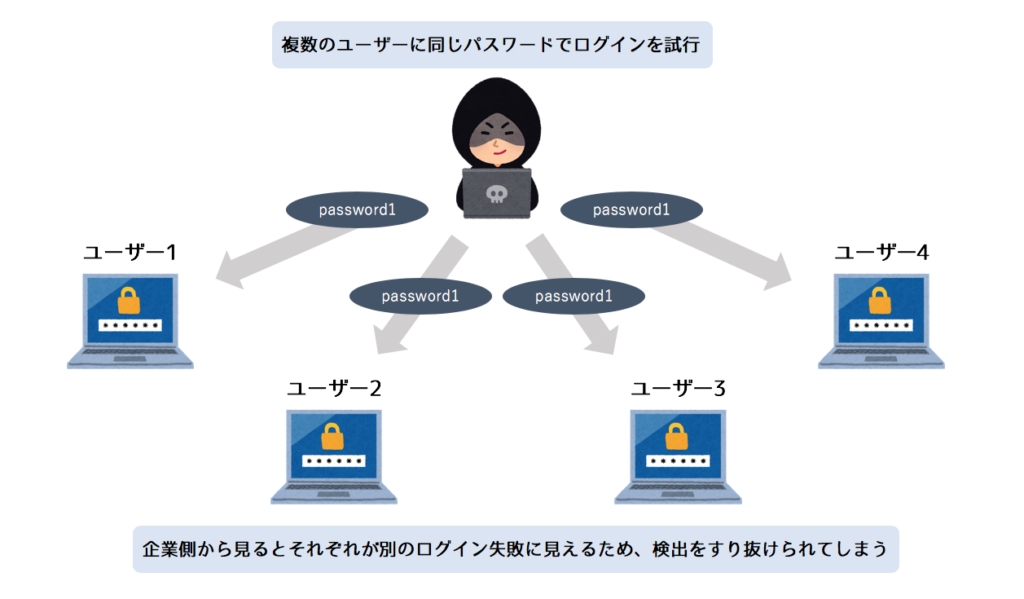 複数のユーザーに同じパスワードでログインを試行
password1
password1
ユーザー1
ユーザー4
password1
password1
ユーザー2
ユーザー3
企業側から見るとそれぞれが別のログイン失敗に見えるため、検出をすり抜けられてしまう